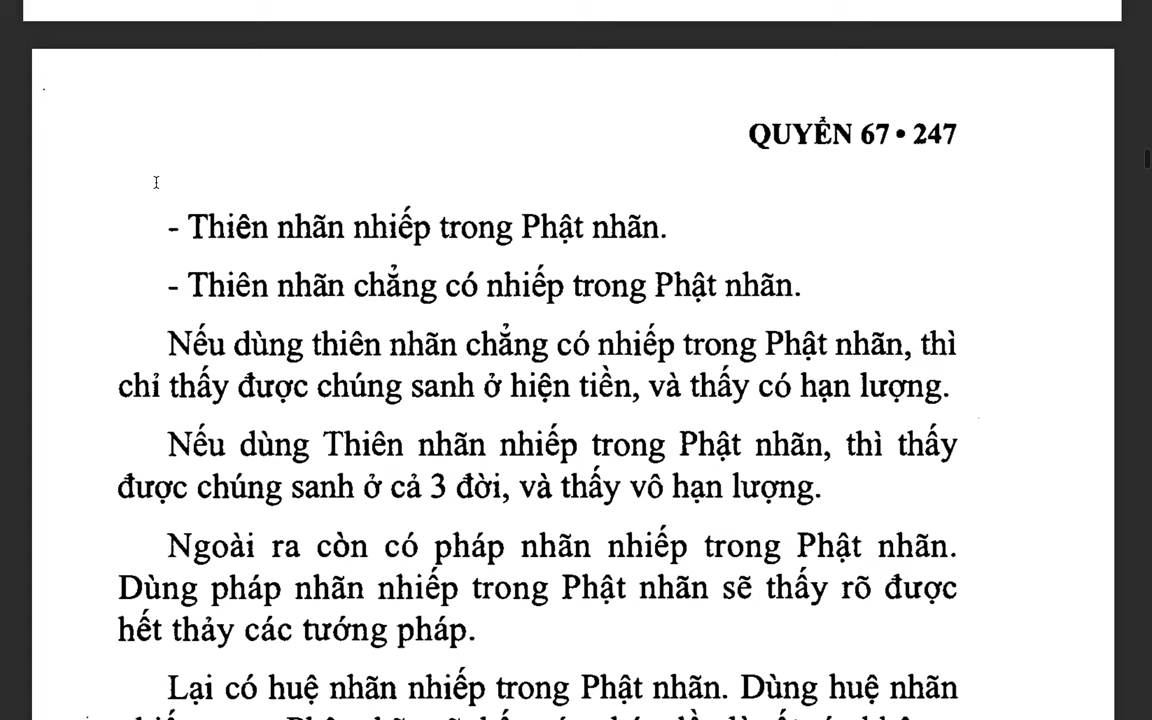 QUYỂN 67 • 247
- Thiên nhãn nhiếp trong Phật nhãn.
- Thiên nhãn chẳng có nhiếp trong Phật nhãn.
Nếu dùng thiên nhãn chẳng có nhiếp trong Phật nhãn, thì
chỉ thấy được chúng sanh ở hiện tiền, và thấy có hạn lượng.
Nếu dùng Thiên nhãn nhiếp trong Phật nhãn, thì thấy
được chúng sanh ở cả 3 đời, và thấy vô hạn lượng.
Ngoài ra còn có pháp nhãn nhiếp trong Phật nhãn.
Dùng pháp nhãn nhiếp trong Phật nhãn sẽ thấy rõ được
hết thảy các tướng pháp.
Lại có huệ nhãn nhiếp trong Phật nhãn. Dùng huệ nhãn